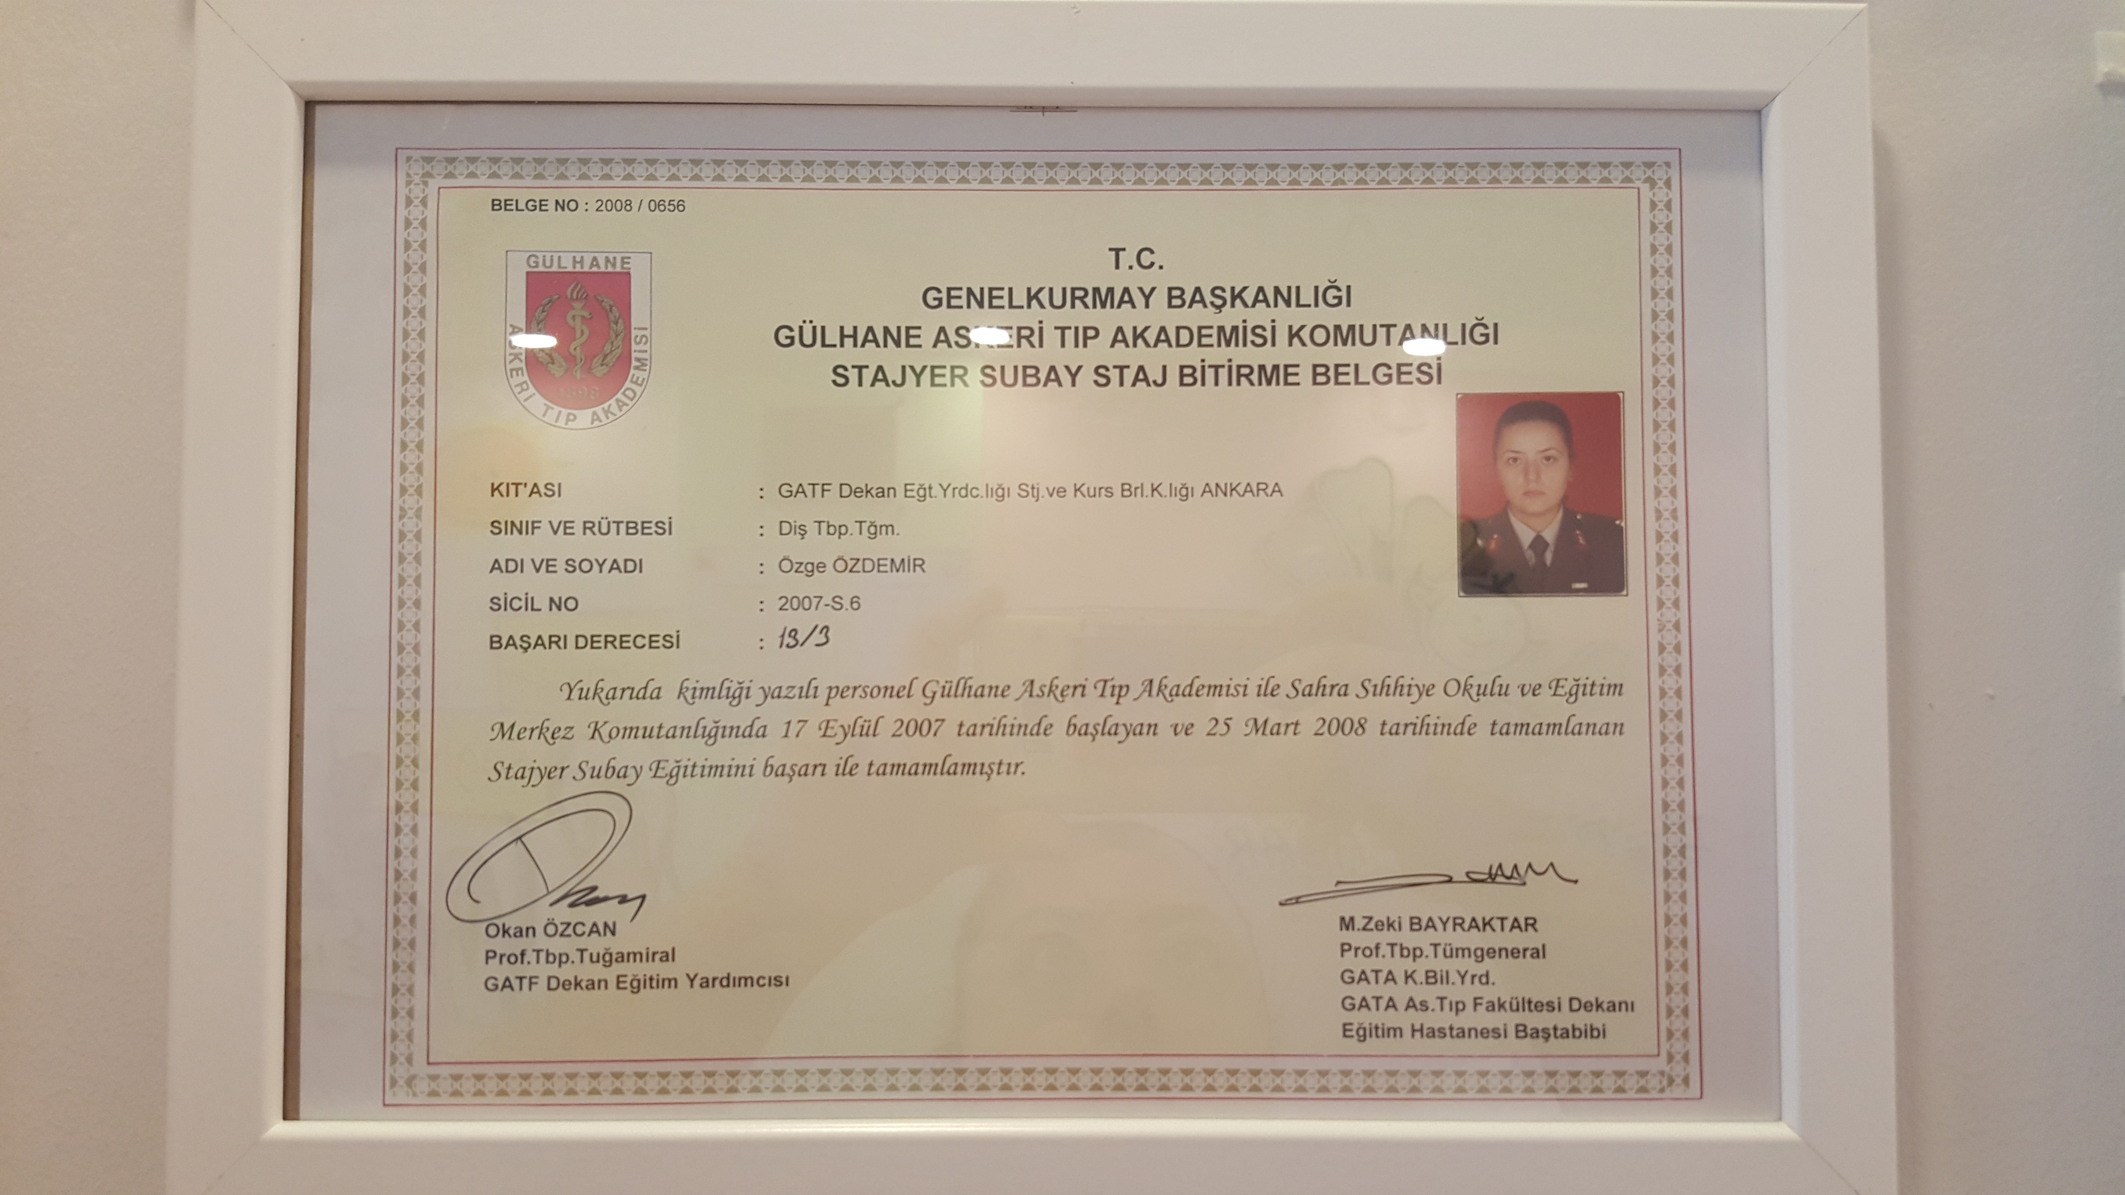 BELGE NO : 2008 / 0656
GÜLHANE
ASKERİ TIP AKADEMİSİ
1898
T.C.
GENELKURMAY BAŞKANLIĞI
GÜLHANE ASKERİ TIP AKADEMİSİ KOMUTANLIĞI
STAJYER SUBAY STAJ BİTİRME BELGESİ
KIT'ASI : GATF Dekan Eğt.Yrdc.lığı Stj.ve Kurs Brl.K.lığı ANKARA
SINIF VE RÜTBESİ : Diş Tbp.Tğm.
ADI VE SOYADI : Özge ÖZDEMİR
SİCİL NO : 2007-S.6
BAŞARI DERECESİ : 13/3
Yukarıda kimliği yazılı personel Gülhane Askeri Tıp Akademisi ile Sahra Sıhhiye Okulu ve Eğitim
Merkez Komutanlığında 17 Eylül 2007 tarihinde başlayan ve 25 Mart 2008 tarihinde tamamlanan
Stajyer Subay Eğitimini başarı ile tamamlamıştır.
Okan ÖZCAN
Prof.Tbp.Tuğamiral
GATF Dekan Eğitim Yardımcısı
M.Zeki BAYRAKTAR
Prof.Tbp.Tümgeneral
GATA K.Bil.Yrd.
GATA As.Tıp Fakültesi Dekanı
Eğitim Hastanesi Baştabibi